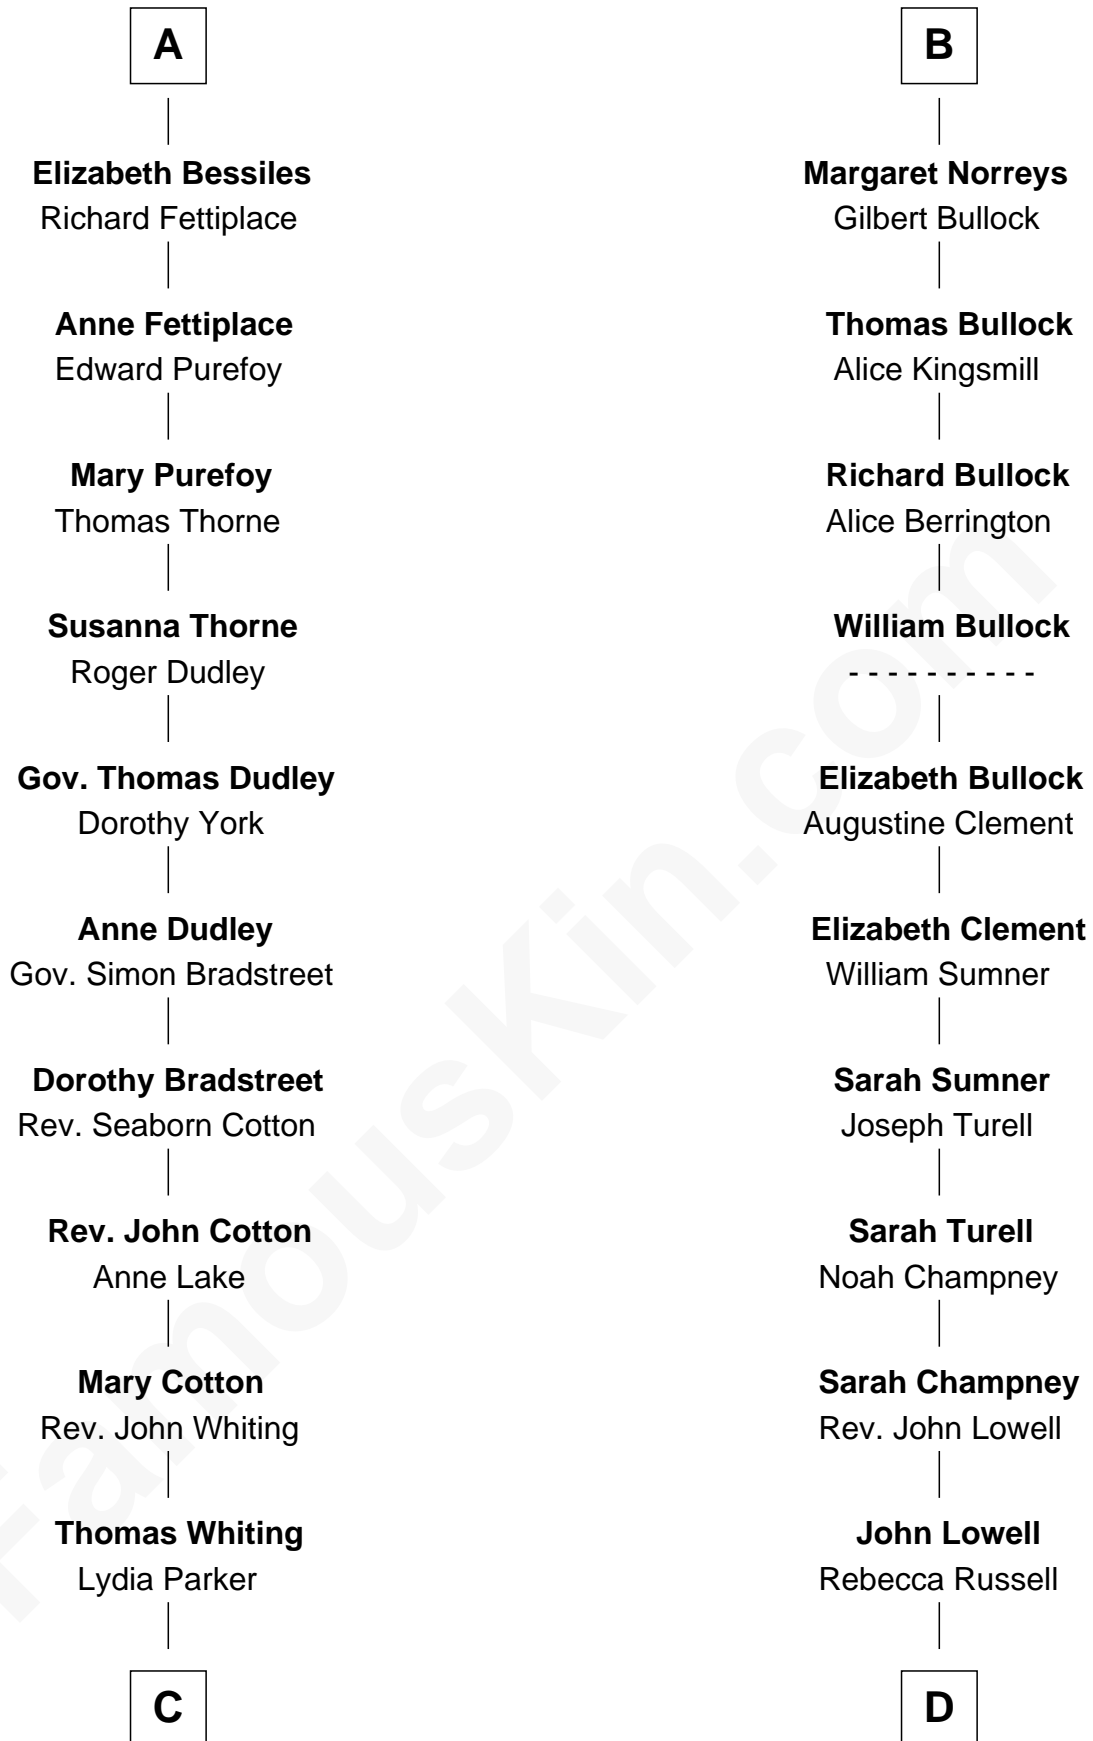 A
Elizabeth Bessiles
Richard Fettiplace
Anne Fettiplace
Edward Purefoy
Mary Purefoy
Thomas Thorne
Susanna Thorne
Roger Dudley
Gov. Thomas Dudley
Dorothy York
Anne Dudley
Gov. Simon Bradstreet
Dorothy Bradstreet
Rev. Seaborn Cotton
Rev. John Cotton
Anne Lake
Mary Cotton
Rev. John Whiting
Thomas Whiting
Lydia Parker
C
B
Margaret Norreys
Gilbert Bullock
Thomas Bullock
Alice Kingsmill
Richard Bullock
Alice Berrington
William Bullock
- - - - - - - - - -
Elizabeth Bullock
Augustine Clement
Elizabeth Clement
William Sumner
Sarah Sumner
Joseph Turell
Sarah Turell
Noah Champney
Sarah Champney
Rev. John Lowell
John Lowell
Rebecca Russell
D
FamousKin.com